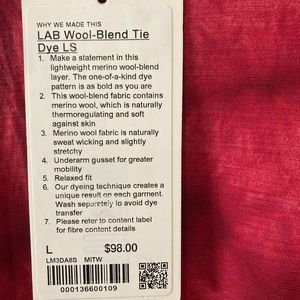 WHY WE MADE THIS
LAB Wool-Blend Tie
Dye LS
1. Make a statement in this
lightweight merino wool-blend
layer. The one-of-a-kind dye
pattern is as bold as you are
2. This wool-blend fabric contains
merino wool, which is naturally
thermoregulating and soft
against skin
3. Merino wool fabric is naturally
sweat wicking and slightly
stretchy
4. Underarm gusset for greater
mobility
5. Relaxed fit
6. Our dyeing technique creates a
unique result on each garment.
Wash separately to avoid dye
transfer
7. Please refer to content label
for fibre content details
L $98.00
LM3DA8S MITW
000136600109